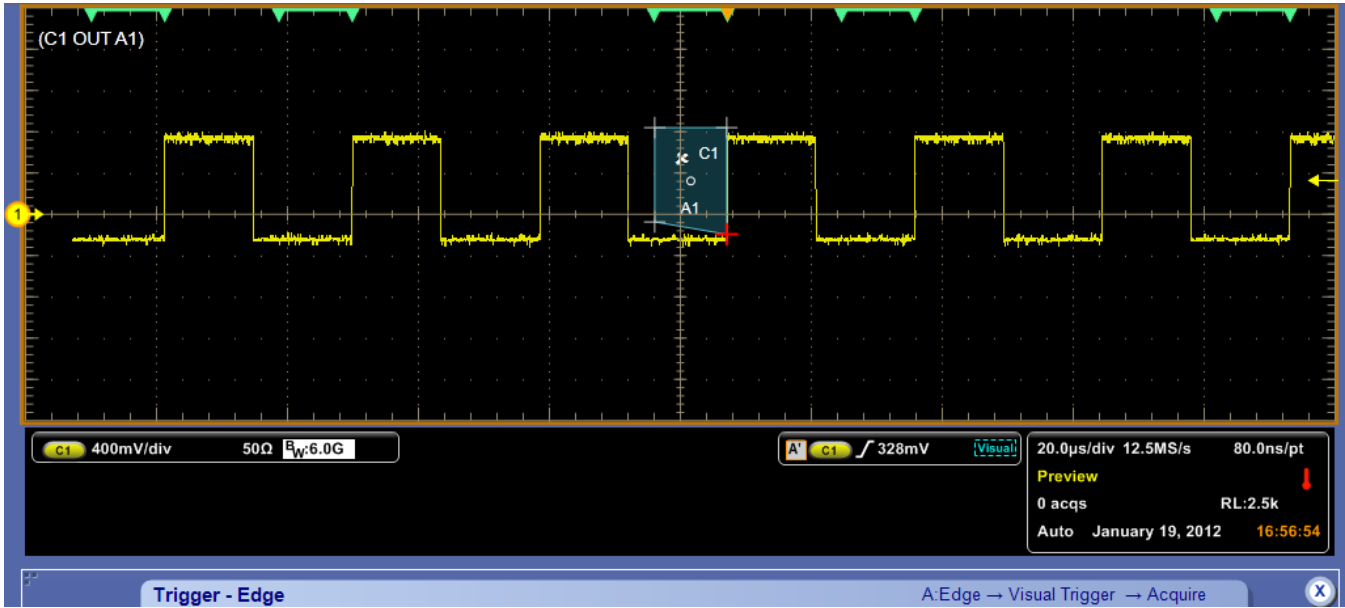 (C1 OUT A1)
C1
A1
1
C1 400mV/div 50Ω BW:6.0G
A' C1 328mV Visual
20.0µs/div 12.5MS/s 80.0ns/pt
Preview
0 acqs RL:2.5k
Auto January 19, 2012 16:56:54
Trigger - Edge A:Edge → Visual Trigger → Acquire X